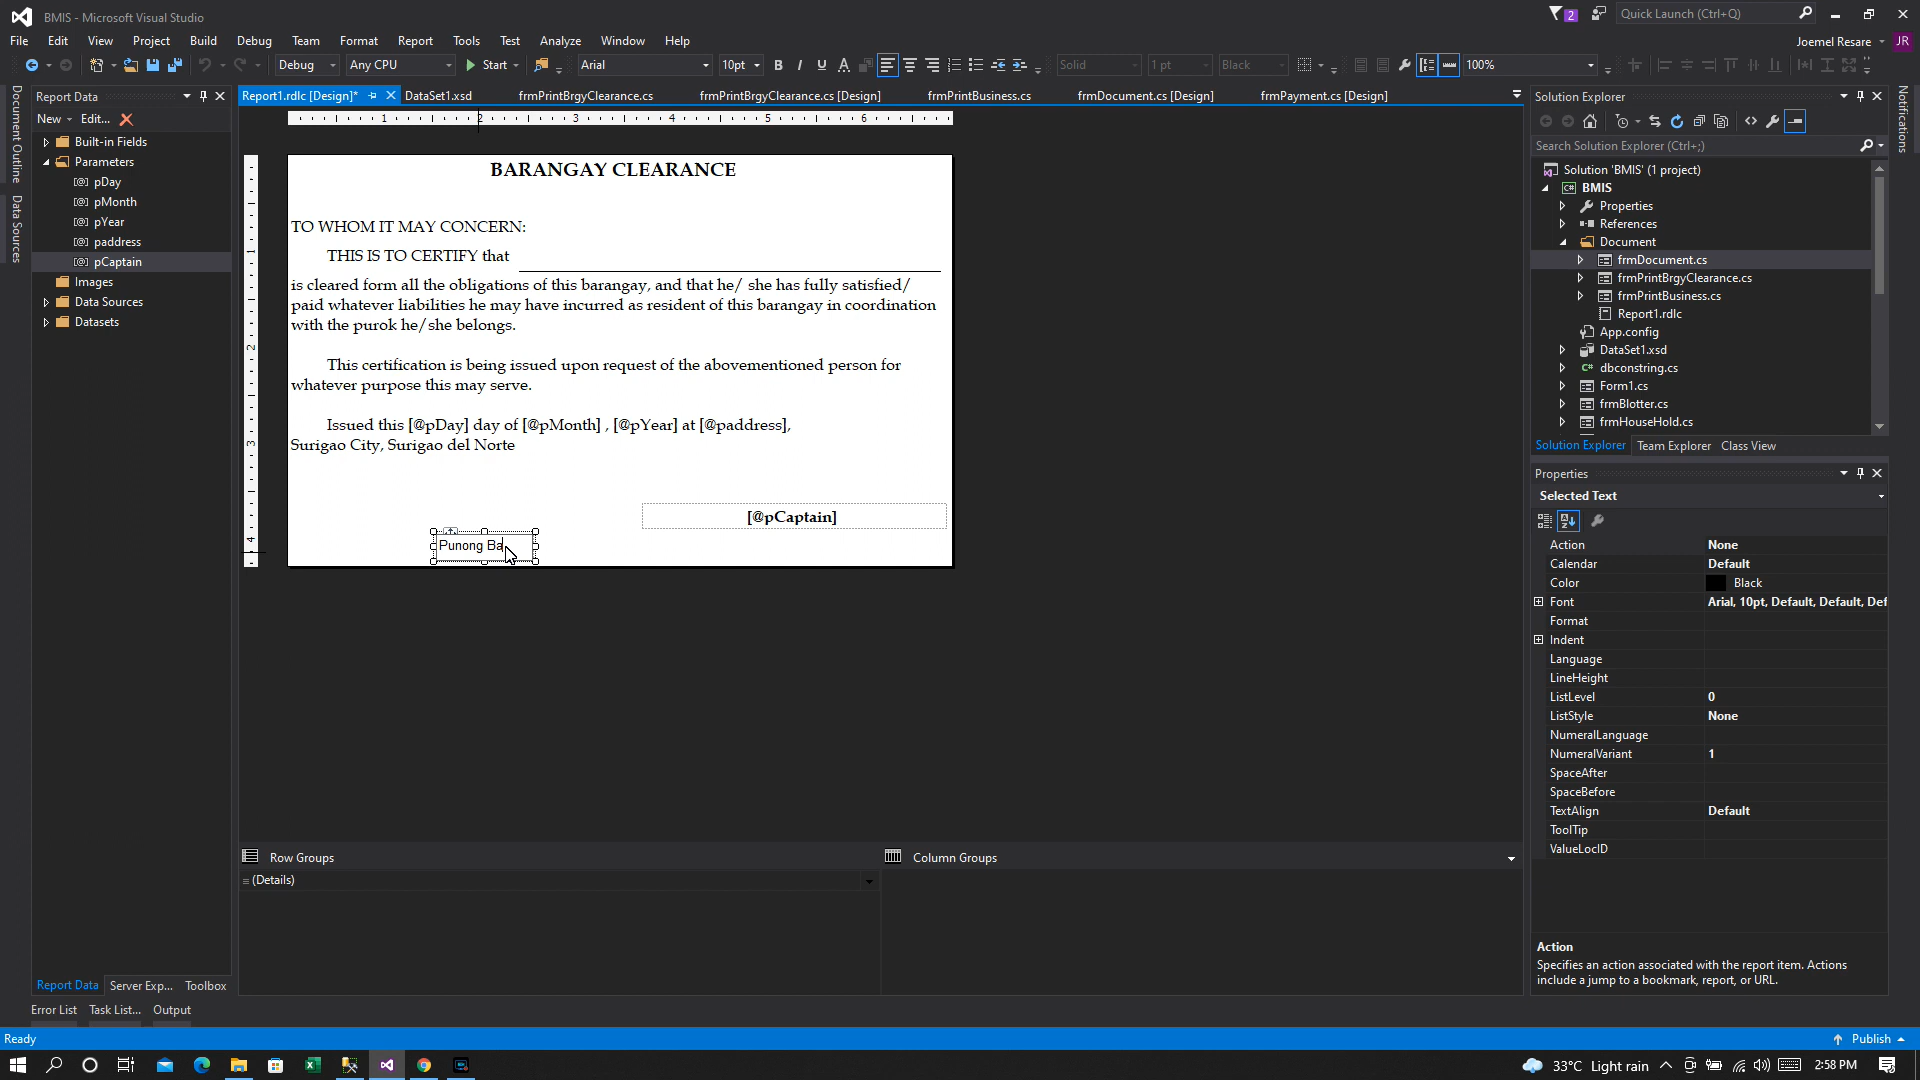 BMIS - Microsoft Visual Studio
2
Quick Launch (Ctrl+Q)
File Edit View Project Build Debug Team Format Report Tools Test Analyze Window Help
Joemel Resare JR
Debug Any CPU Start Arial 10pt B I U A Solid 1 pt Black 100%
Document Outline
Data Sources
Report Data
New Edit...
Built-in Fields
Parameters
pDay
pMonth
pYear
paddress
pCaptain
Images
Data Sources
Datasets
Report Data Server Exp... Toolbox
Report1.rdlc [Design]* DataSet1.xsd frmPrintBrgyClearance.cs frmPrintBrgyClearance.cs [Design] frmPrintBusiness.cs frmDocument.cs [Design] frmPayment.cs [Design]
1 2 3 4 5 6
1
2
3
4
BARANGAY CLEARANCE
TO WHOM IT MAY CONCERN:
THIS IS TO CERTIFY that
is cleared form all the obligations of this barangay, and that he/ she has fully satisfied/
paid whatever liabilities he may have incurred as resident of this barangay in coordination
with the purok he/she belongs.
This certification is being issued upon request of the abovementioned person for
whatever purpose this may serve.
Issued this [@pDay] day of [@pMonth] , [@pYear] at [@paddress],
Surigao City, Surigao del Norte
[@pCaptain]
Punong Ba
Row Groups
(Details)
Column Groups
Solution Explorer
Search Solution Explorer (Ctrl+;)
Solution 'BMIS' (1 project)
BMIS
Properties
References
Document
frmDocument.cs
frmPrintBrgyClearance.cs
frmPrintBusiness.cs
Report1.rdlc
App.config
DataSet1.xsd
dbconstring.cs
Form1.cs
frmBlotter.cs
frmHouseHold.cs
Solution Explorer Team Explorer Class View
Notifications
Properties
Selected Text
Action None
Calendar Default
Color Black
Font Arial, 10pt, Default, Default, Def
Format
Indent
Language
LineHeight
ListLevel 0
ListStyle None
NumeralLanguage
NumeralVariant 1
SpaceAfter
SpaceBefore
TextAlign Default
ToolTip
ValueLocID
Action
Specifies an action associated with the report item. Actions
include a jump to a bookmark, report, or URL.
Error List Task List... Output
Ready
Publish
33°C Light rain
2:58 PM